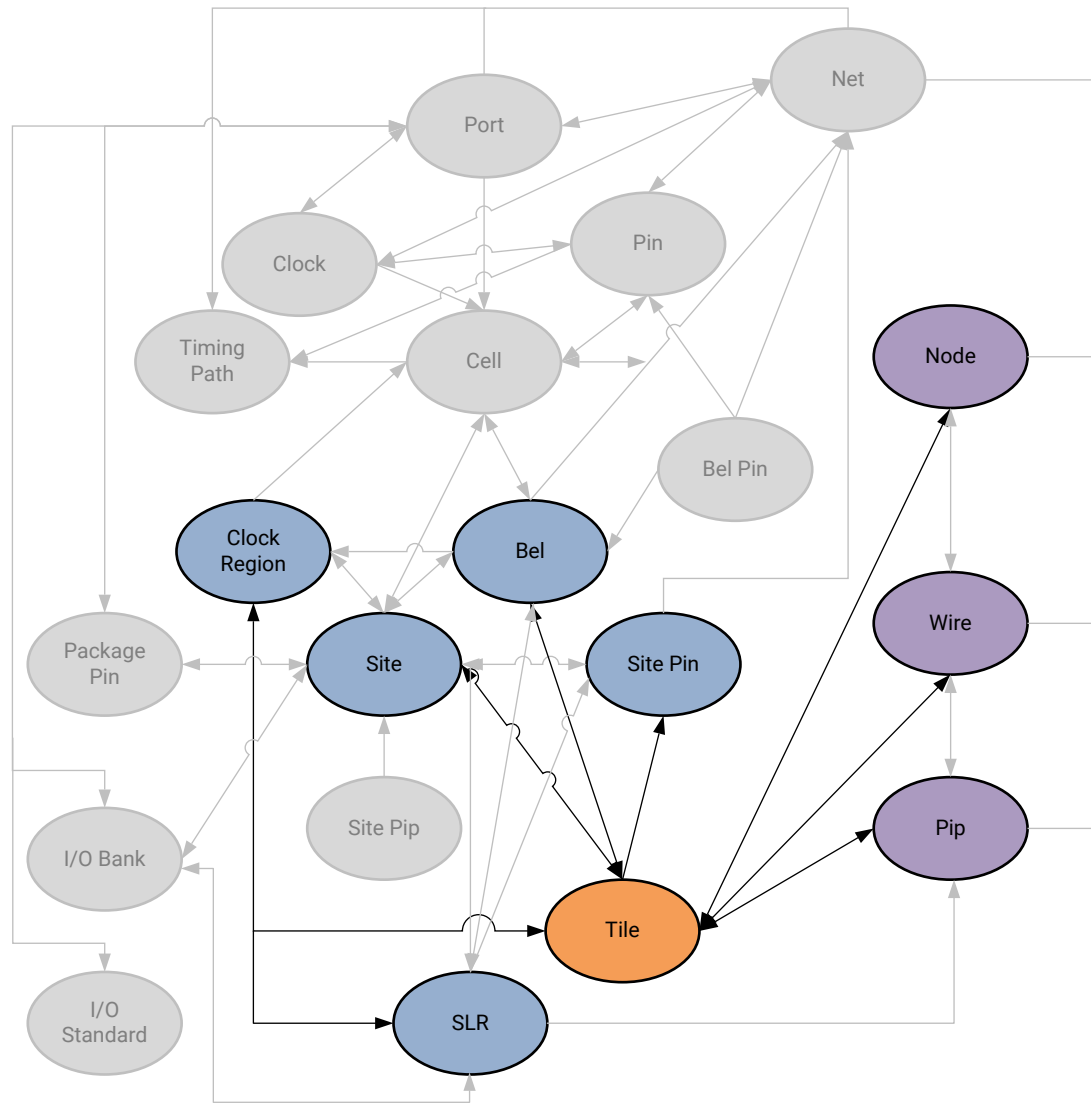 Net
Port
Pin
Clock
Timing
Path
Cell
Node
Bel Pin
Clock
Region
Bel
Wire
Package
Pin
Site
Site Pin
Site Pip
Pip
I/O Bank
Tile
I/O
Standard
SLR